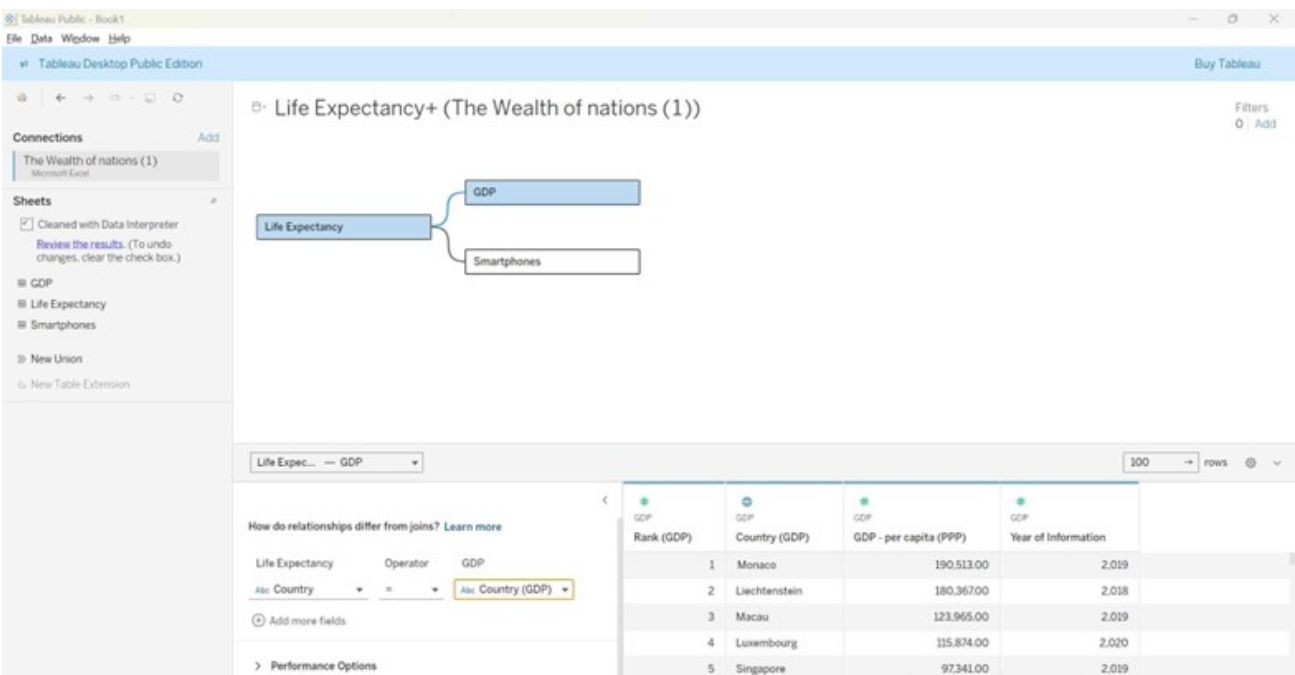 Tableau Public - Book1
File Data Window Help
Tableau Desktop Public Edition
Buy Tableau
Connections
Add
The Wealth of nations (1)
Microsoft Excel
Sheets
Cleaned with Data Interpreter
Review the results. (To undo
changes, clear the check box.)
GDP
Life Expectancy
Smartphones
New Union
New Table Extension
Life Expectancy+ (The Wealth of nations (1))
Filters
0 Add
Life Expectancy
GDP
Smartphones
Life Expec... — GDP
100 → rows
How do relationships differ from joins? Learn more
Life Expectancy Operator GDP
Abc Country = Abc Country (GDP)
Add more fields
Performance Options
GDP GDP GDP GDP
Rank (GDP) Country (GDP) GDP - per capita (PPP) Year of Information
1 Monaco 190,513.00 2,019
2 Liechtenstein 180,367.00 2,018
3 Macau 123,965.00 2,019
4 Luxembourg 115,874.00 2,020
5 Singapore 97,341.00 2,019